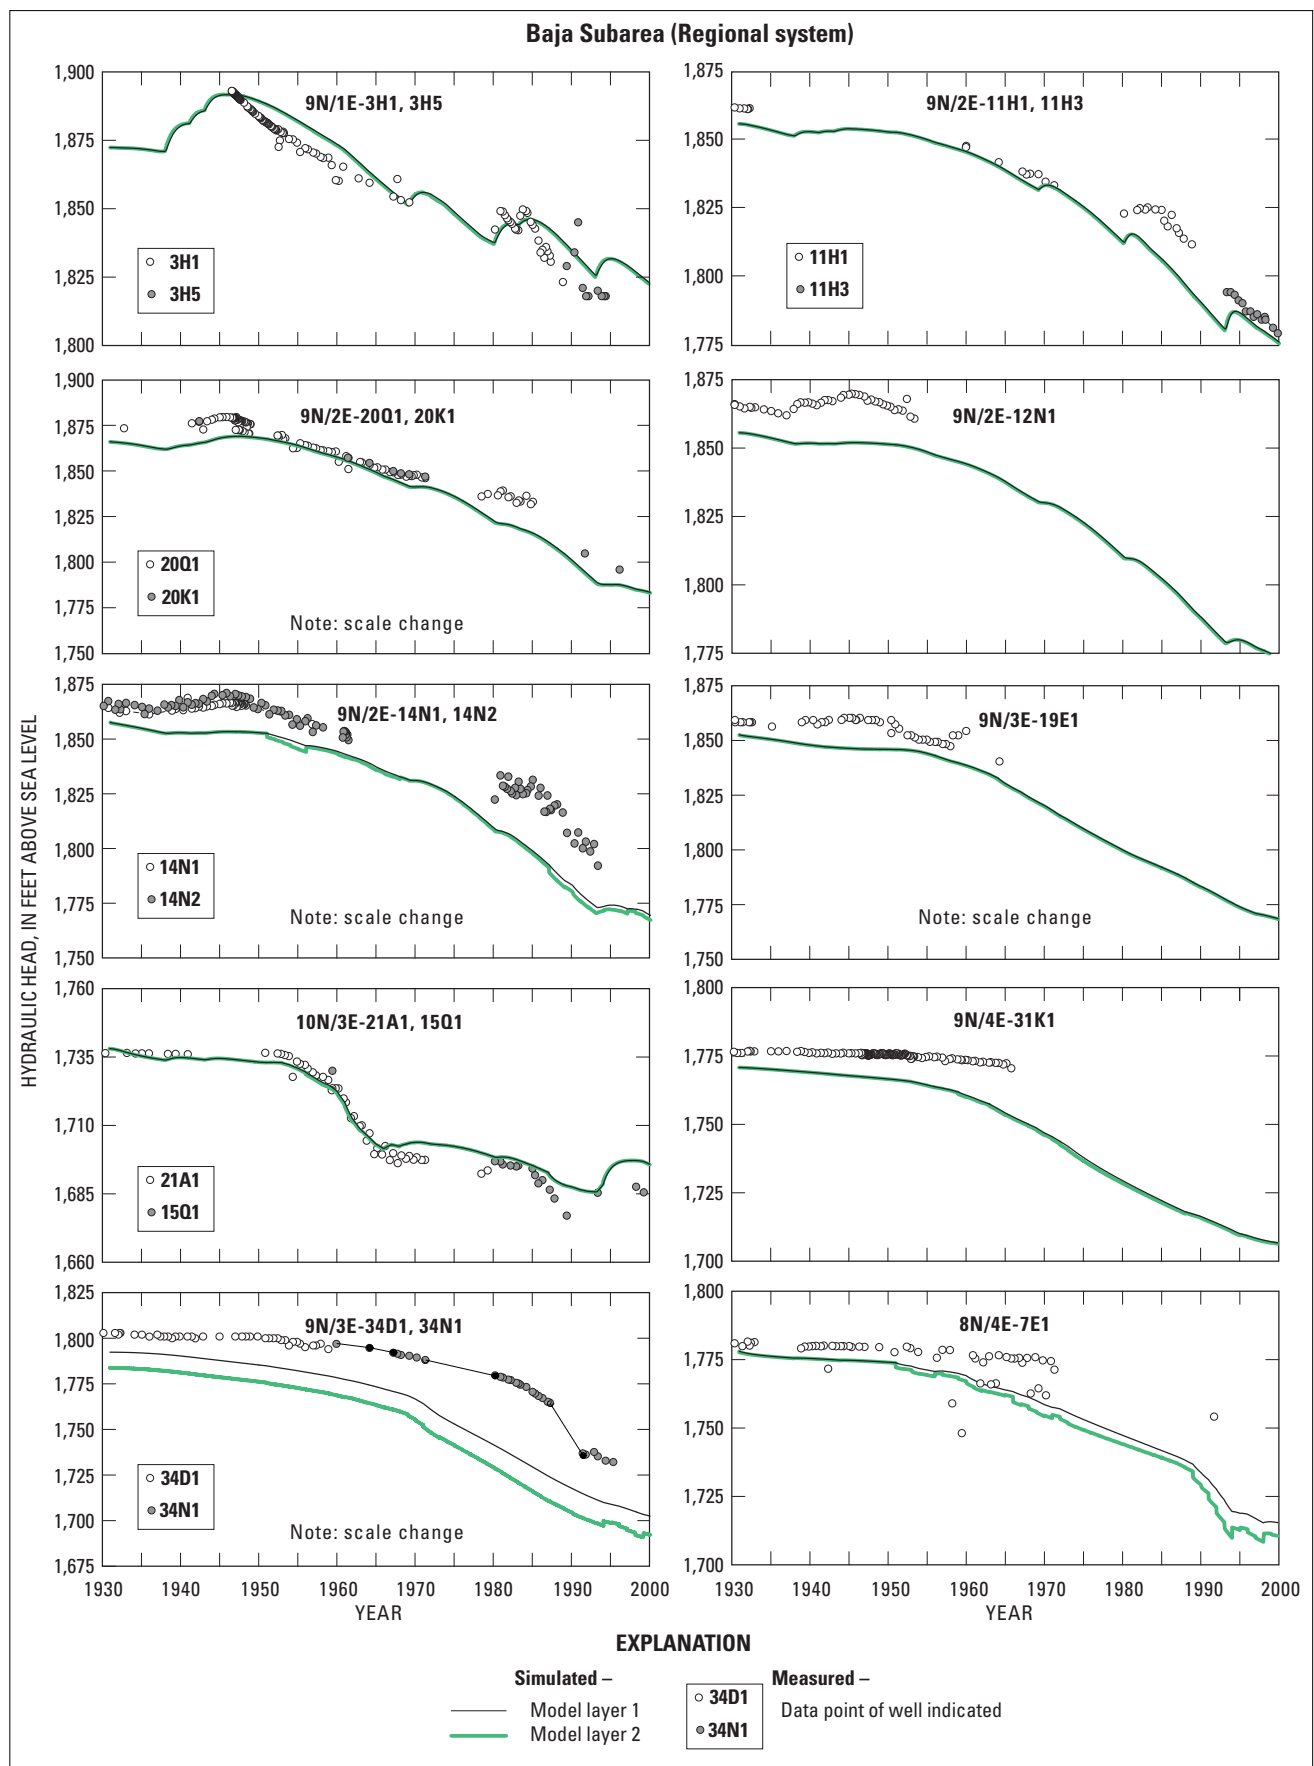 Baja Subarea (Regional system)
HYDRAULIC HEAD, IN FEET ABOVE SEA LEVEL
9N/1E-3H1, 3H5
1,900
1,875
1,850
1,825
1,800
3H1
3H5
9N/2E-11H1, 11H3
1,875
1,850
1,825
1,800
1,775
11H1
11H3
9N/2E-20Q1, 20K1
1,900
1,875
1,850
1,825
1,800
1,775
1,750
20Q1
20K1
Note: scale change
9N/2E-12N1
1,875
1,850
1,825
1,800
1,775
9N/2E-14N1, 14N2
1,875
1,850
1,825
1,800
1,775
1,750
14N1
14N2
Note: scale change
9N/3E-19E1
1,875
1,850
1,825
1,800
1,775
1,750
Note: scale change
10N/3E-21A1, 15Q1
1,760
1,735
1,710
1,685
1,660
21A1
15Q1
9N/4E-31K1
1,800
1,775
1,750
1,725
1,700
9N/3E-34D1, 34N1
1,825
1,800
1,775
1,750
1,725
1,700
1,675
34D1
34N1
Note: scale change
1930 1940 1950 1960 1970 1980 1990 2000
YEAR
8N/4E-7E1
1,800
1,775
1,750
1,725
1,700
1930 1940 1950 1960 1970 1980 1990 2000
YEAR
EXPLANATION
Simulated –
Model layer 1
Model layer 2
Measured –
34D1
34N1
Data point of well indicated